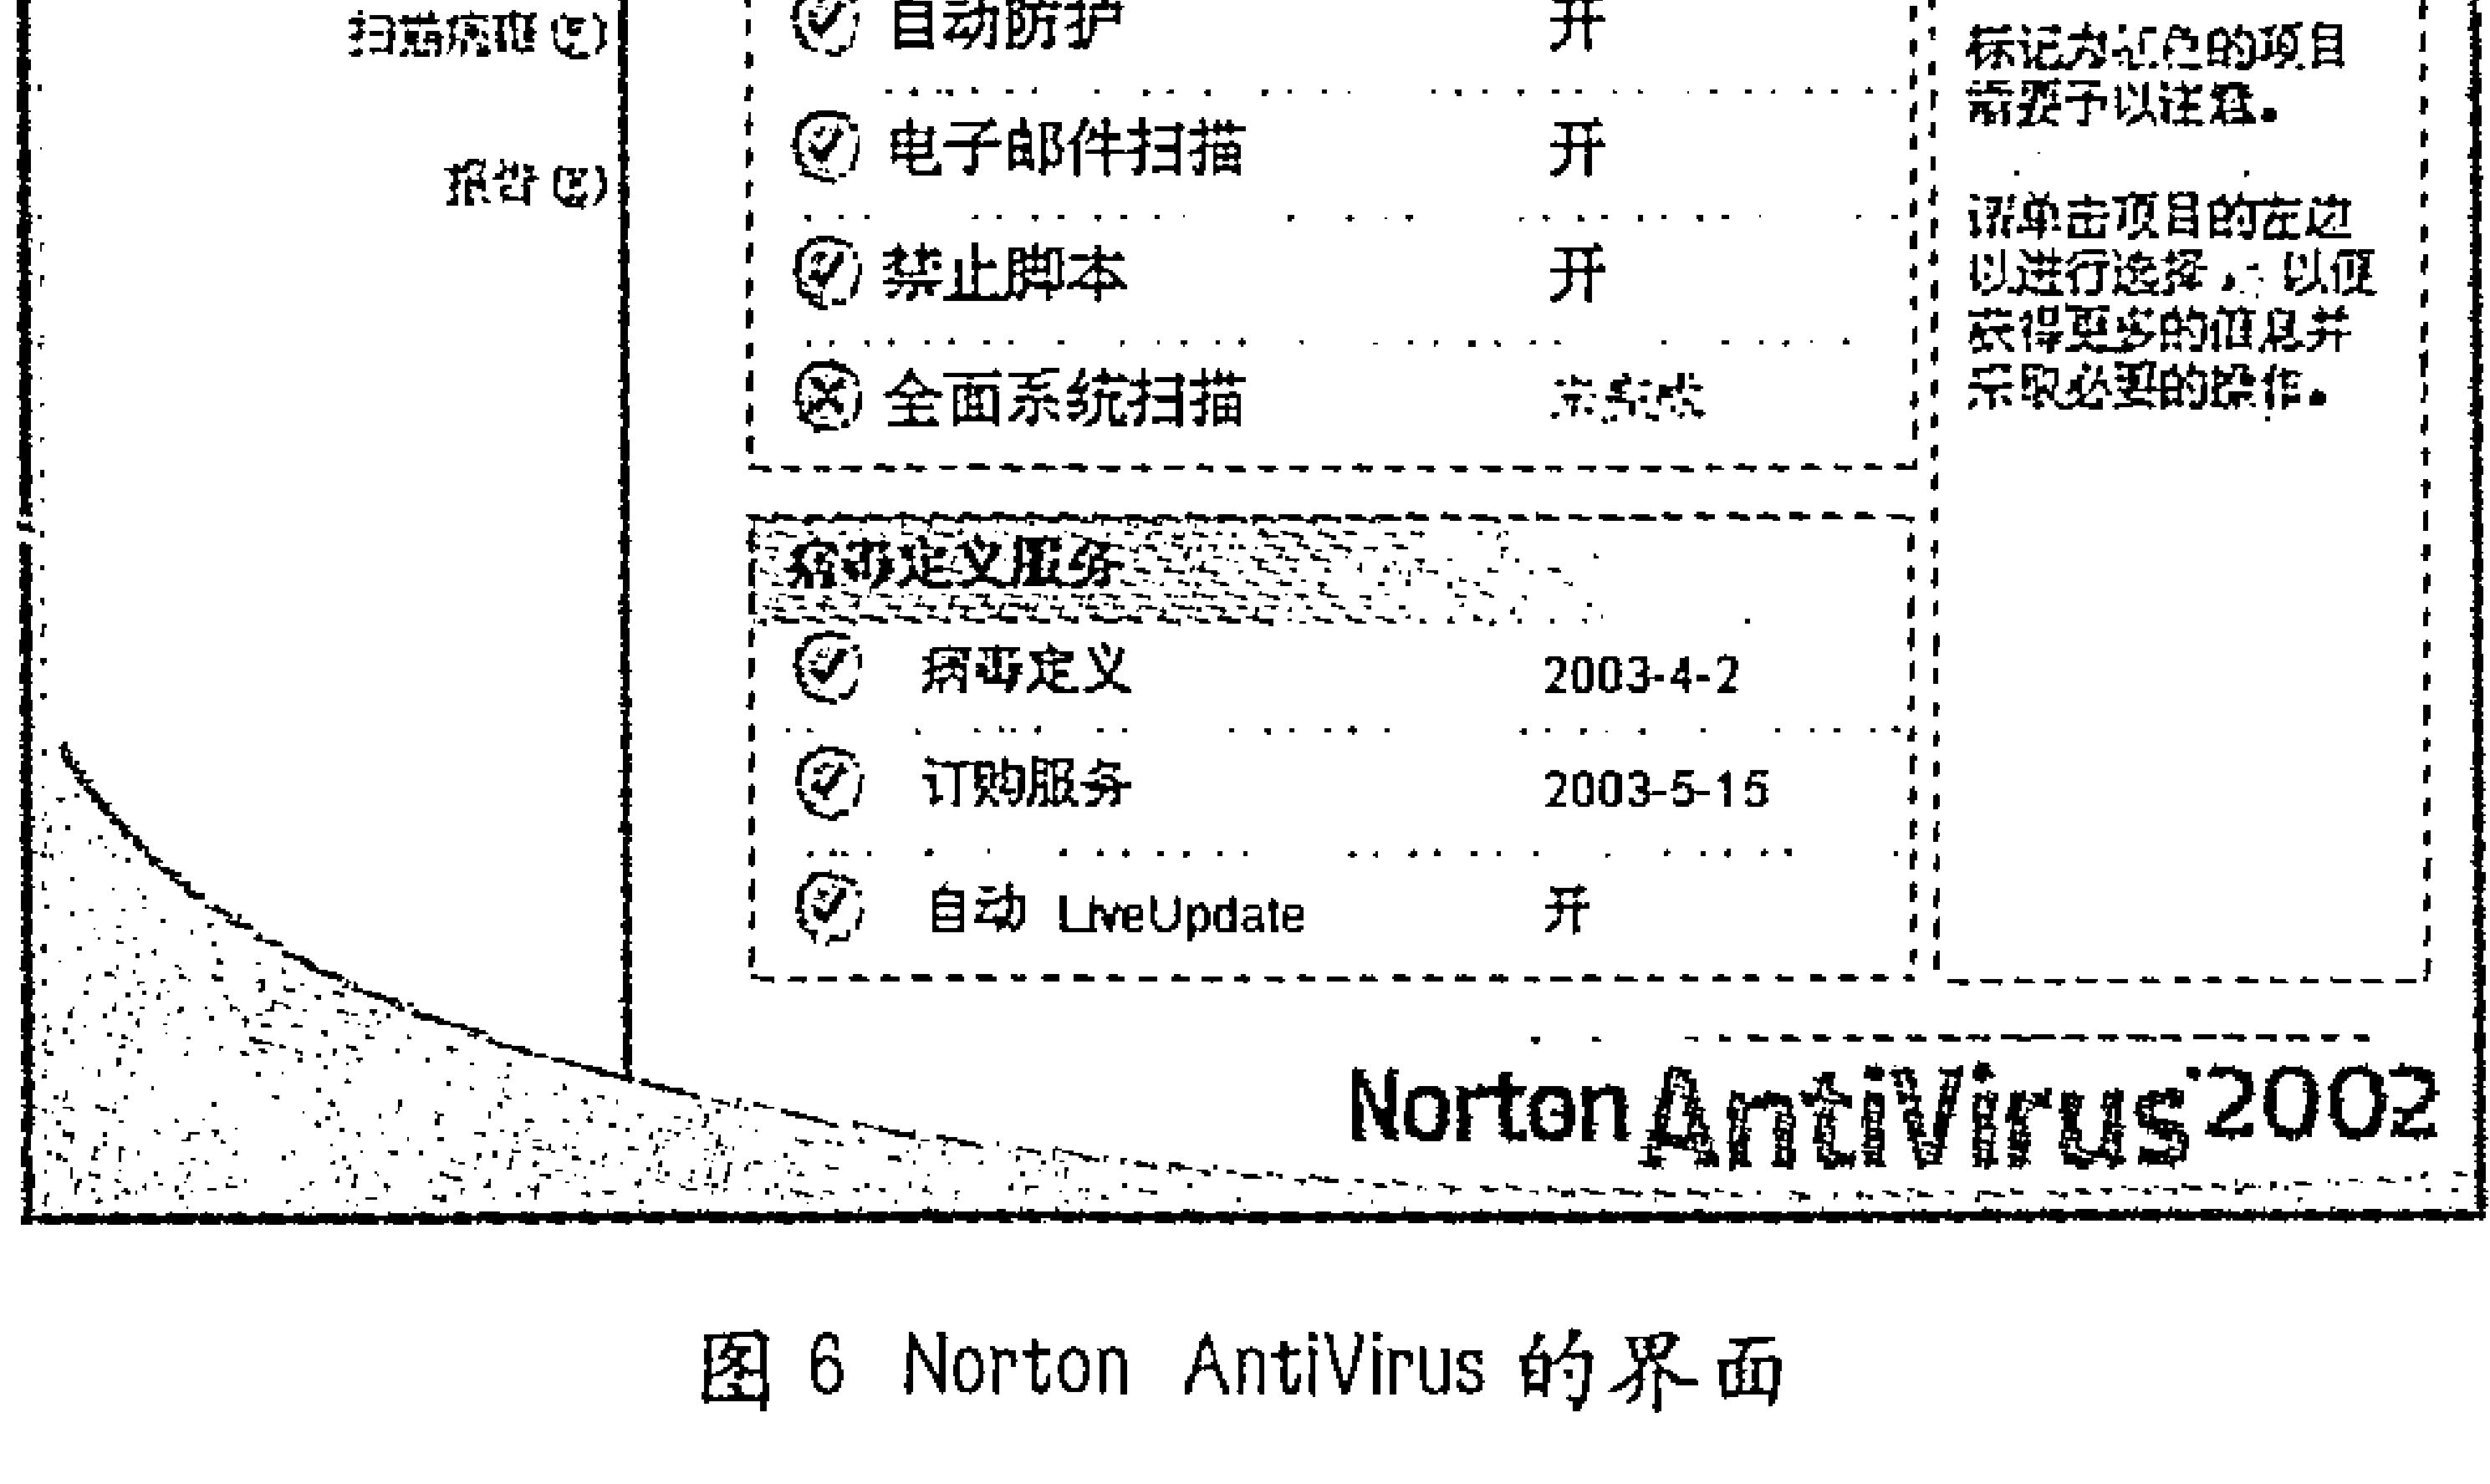 扫描病毒
报告
自动防护 开
电子邮件扫描 开
禁止脚本 开
全面系统扫描 未完成
病毒定义服务
病毒定义 2003-4-2
订购服务 2003-5-15
自动 LiveUpdate 开
标记为红色的项目
需要予以注意。
请单击项目的左边
以进行选择，以便
获得更多的信息并
采取必要的操作。
Norton AntiVirus 2002
图 6 Norton AntiVirus 的界面